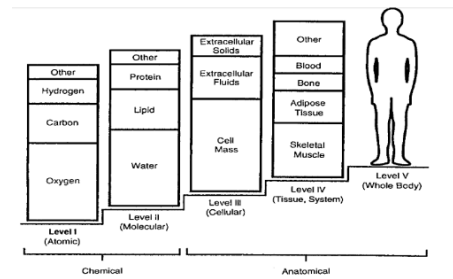 Other
Hydrogen
Carbon
Oxygen
Level I
(Atomic)
Other
Protein
Lipid
Water
Level II
(Molecular)
Extracellular
Solids
Extracellular
Fluids
Cell
Mass
Level III
(Cellular)
Other
Blood
Bone
Adipose
Tissue
Skeletal
Muscle
Level IV
(Tissue, System)
Level V
(Whole Body)
Chemical
Anatomical